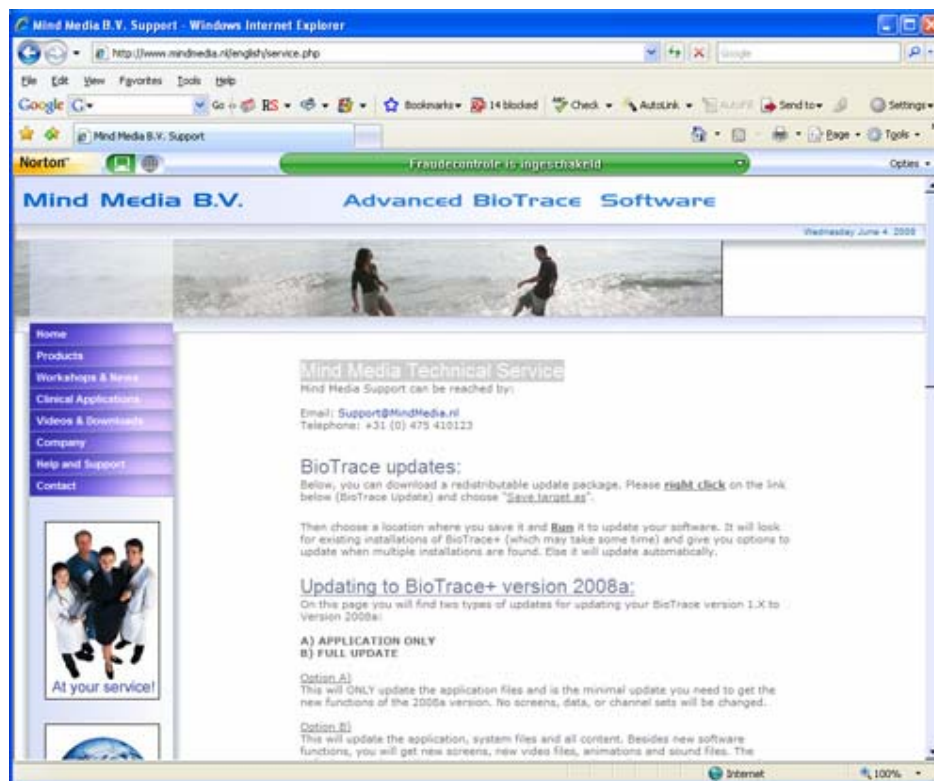 Mind Media B.V. Support - Windows Internet Explorer
http://www.mindmedia.nl/english/service.php
Google
File Edit View Favorites Tools Help
Google G Go RS Bookmarks 14 blocked Check AutoLink AutoFill Send to Settings
Mind Media B.V. Support Page Tools
Norton Fraudecontrole is ingeschakeld Opties
Mind Media B.V. Advanced BioTrace Software
Wednesday June 4, 2008
Home
Products
Workshops & News
Clinical Applications
Videos & Downloads
Company
Help and Support
Contact
At your service!
Mind Media Technical Service
Mind Media Support can be reached by:
Email: Support@MindMedia.nl
Telephone: +31 (0) 475 410123
BioTrace updates:
Below, you can download a redistributable update package. Please right click on the link
below (BioTrace Update) and choose "Save target as".
Then choose a location where you save it and Run it to update your software. It will look
for existing installations of BioTrace+ (which may take some time) and give you options to
update when multiple installations are found. Else it will update automatically.
Updating to BioTrace+ version 2008a:
On this page you will find two types of updates for updating your BioTrace version 1.X to
Version 2008a:
A) APPLICATION ONLY
B) FULL UPDATE
Option A)
This will ONLY update the application files and is the minimal update you need to get the
new functions of the 2008a version. No screens, data, or channel sets will be changed.
Option B)
This will update the application, system files and all content. Besides new software
functions, you will get new screens, new video files, animations and sound files. The
Internet 100%